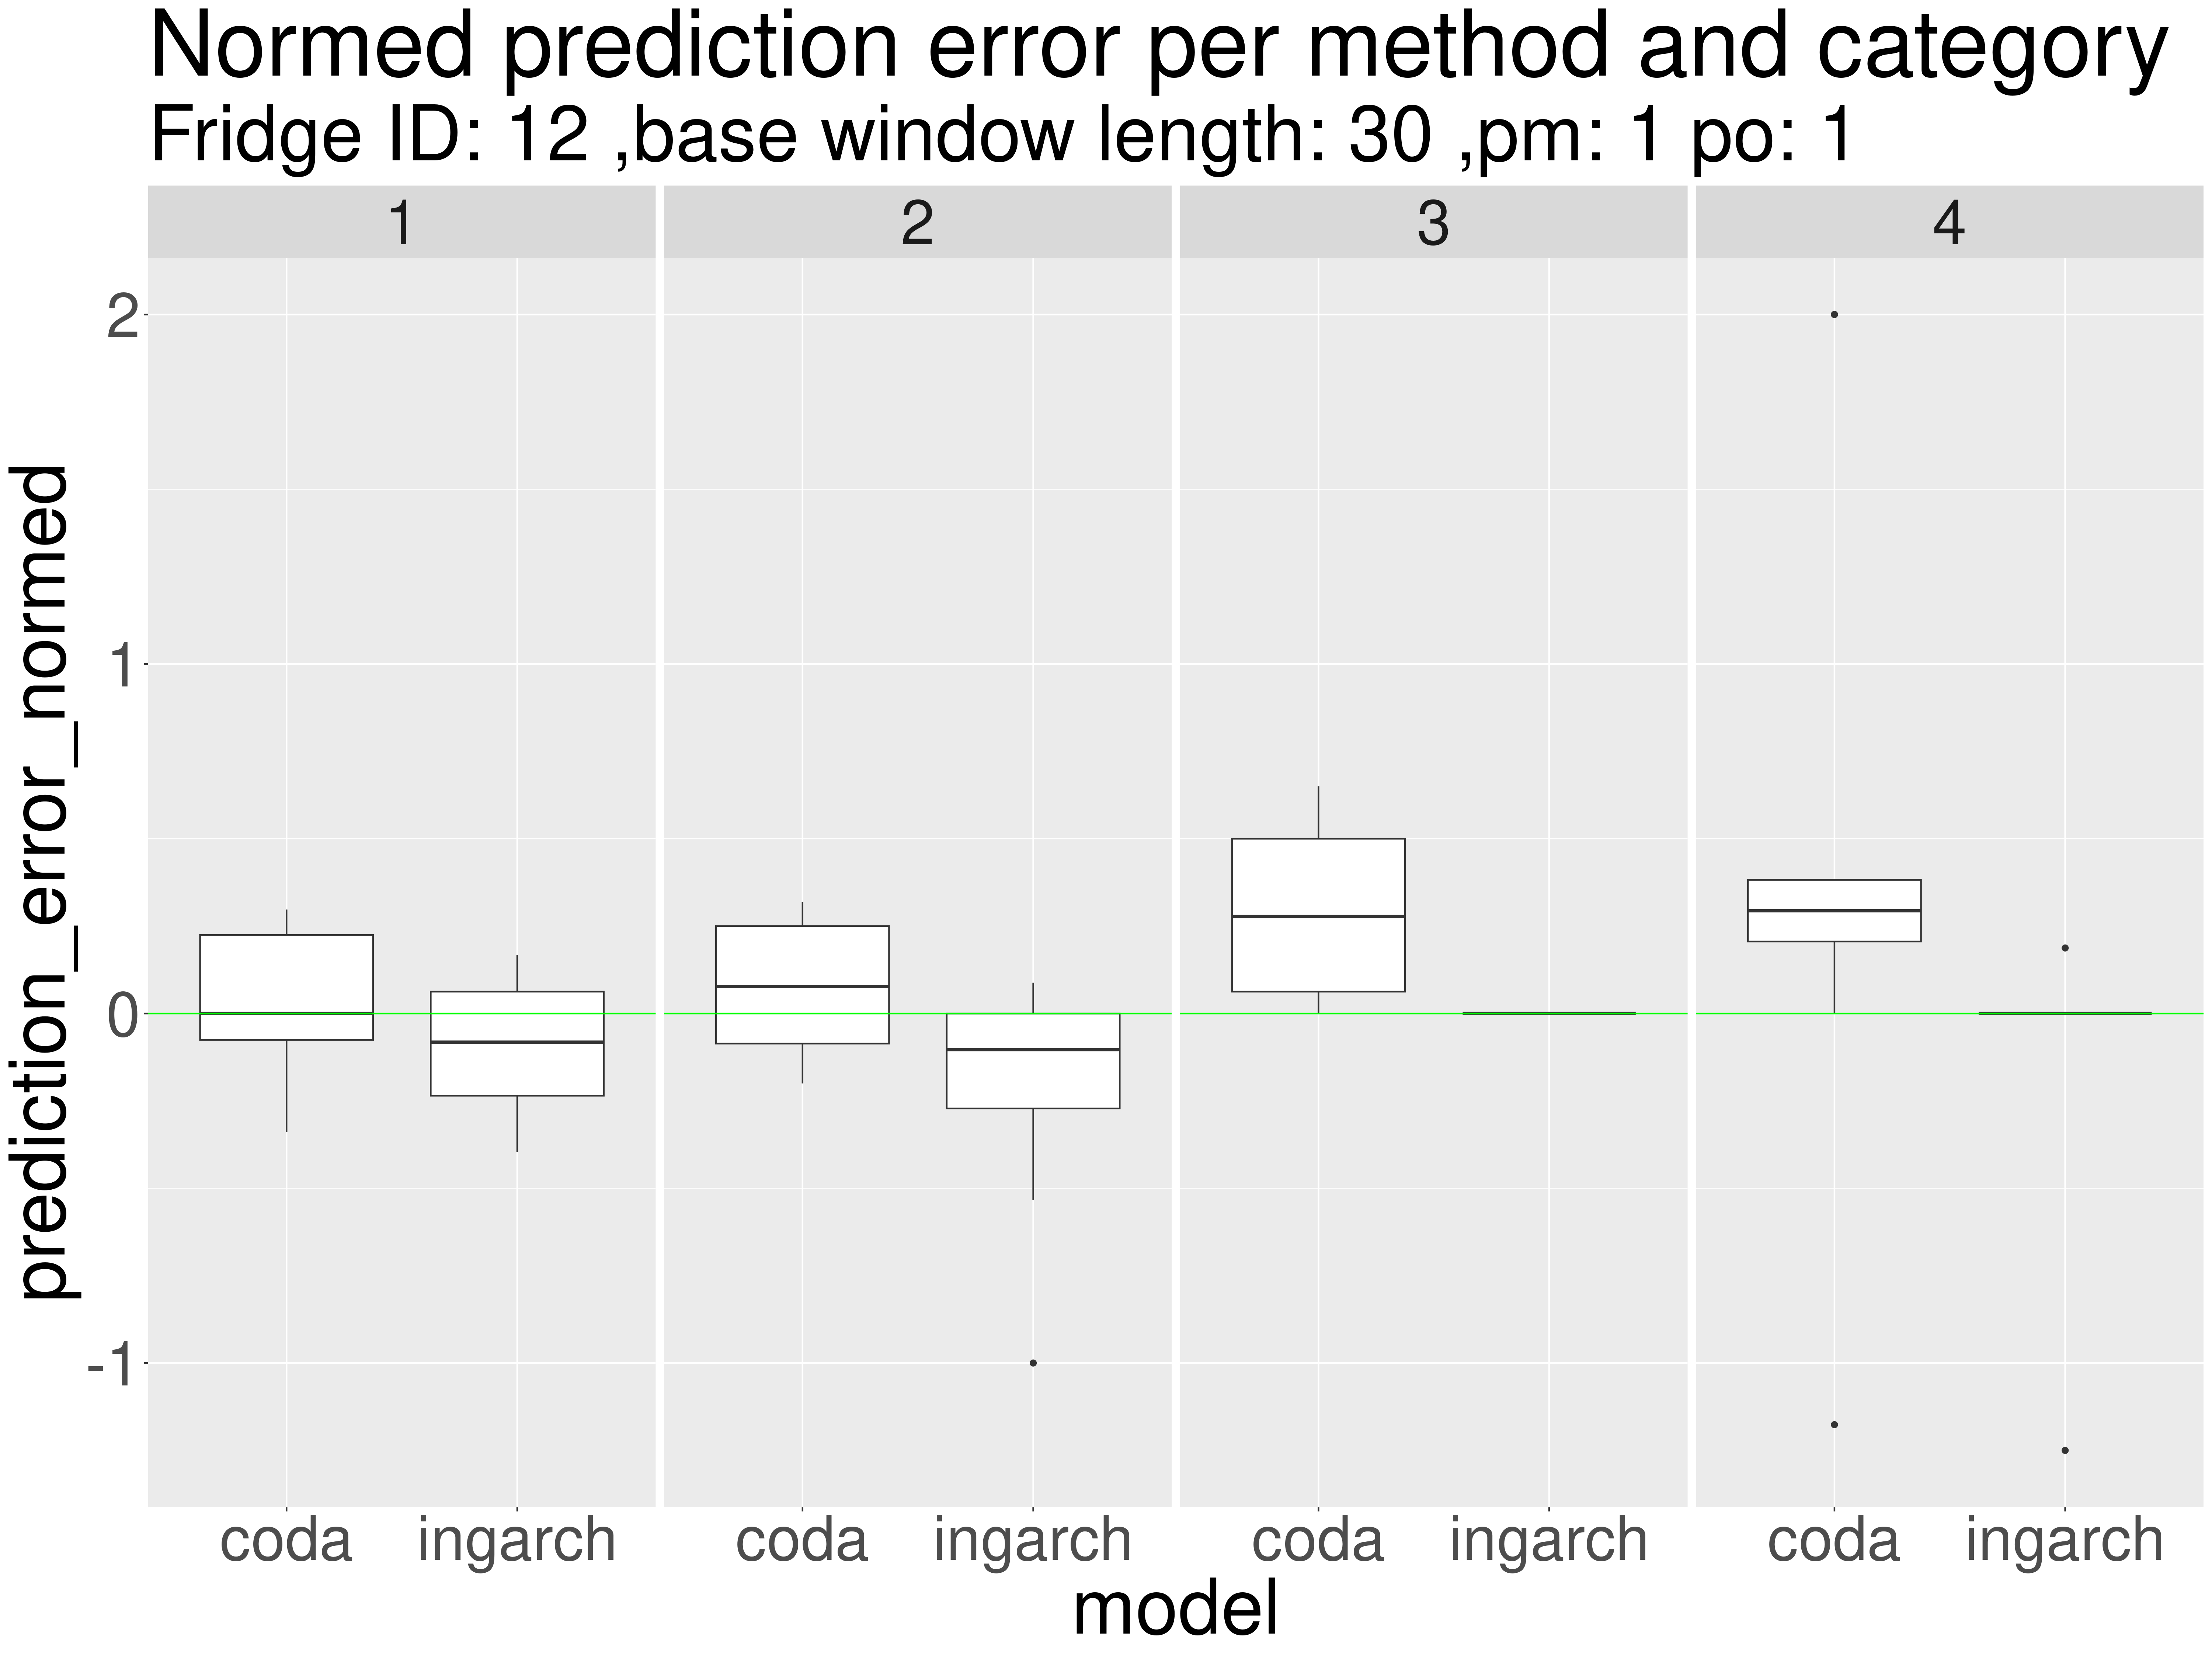 Normed prediction error per method and category
Fridge ID: 12 ,base window length: 30 ,pm: 1 po: 1
1 2 3 4
prediction_error_normed
2
1
0
-1
coda ingarch coda ingarch coda ingarch coda ingarch
model